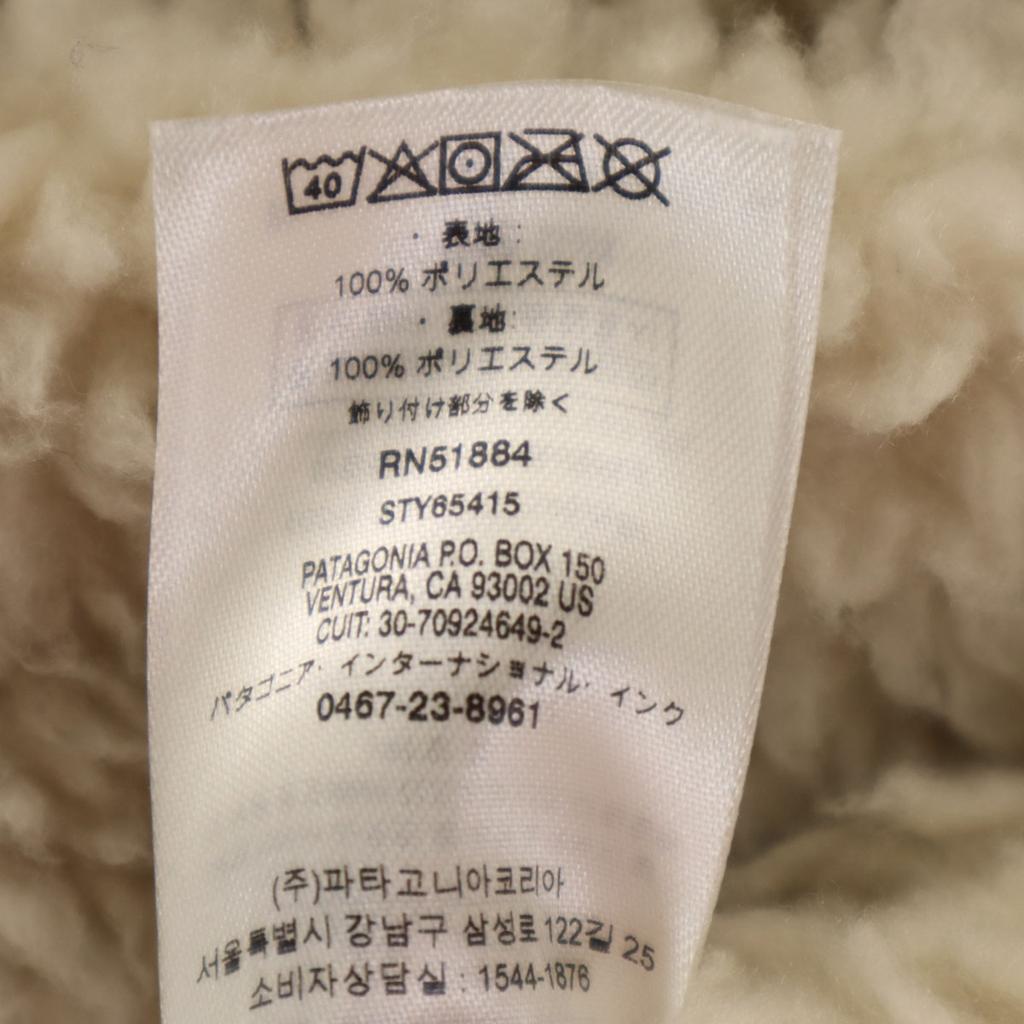 40
・表地:
100% ポリエステル
・裏地:
100% ポリエステル
飾り付け部分を除く
RN51884
STY65415
PATAGONIA P.O. BOX 150
VENTURA, CA 93002 US
CUIT: 30-70924649-2
パタゴニア・インターナショナル・インク
0467-23-8961
(주)파타고니아코리아
서울특별시 강남구 삼성로 122길 25
소비자상담실 : 1544-1876